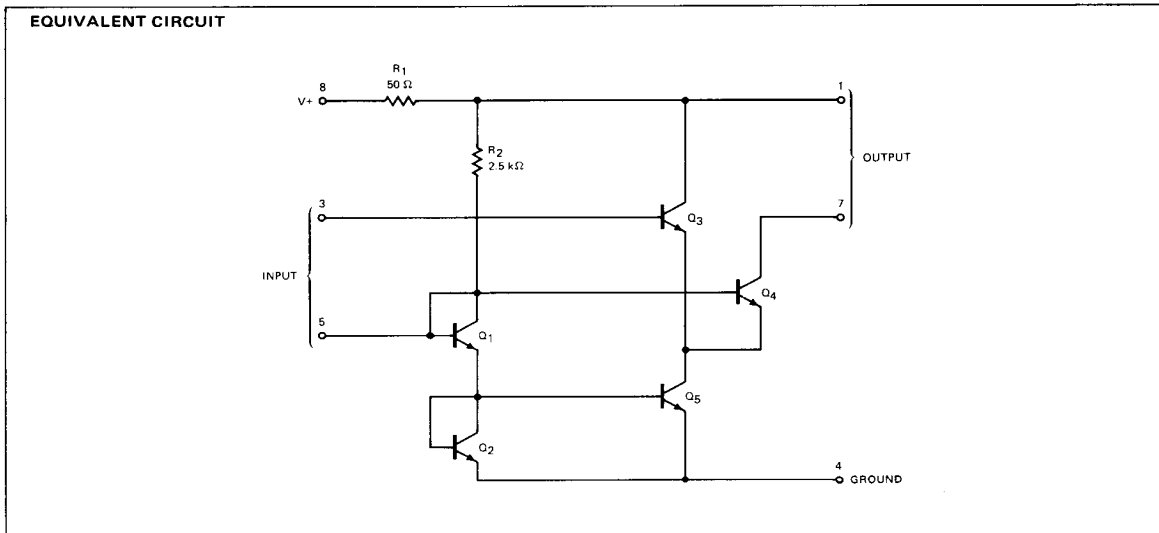 EQUIVALENT CIRCUIT
R1
50 Ω
8
V+
1
R2
2.5 kΩ
OUTPUT
3
Q3
7
INPUT
Q4
5
Q1
Q5
Q2
4
GROUND